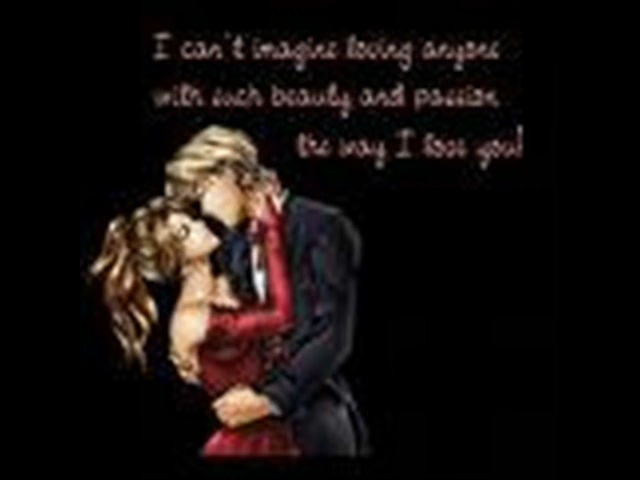 I can't imagine loving anyone
with such beauty and passion
the way I love you!